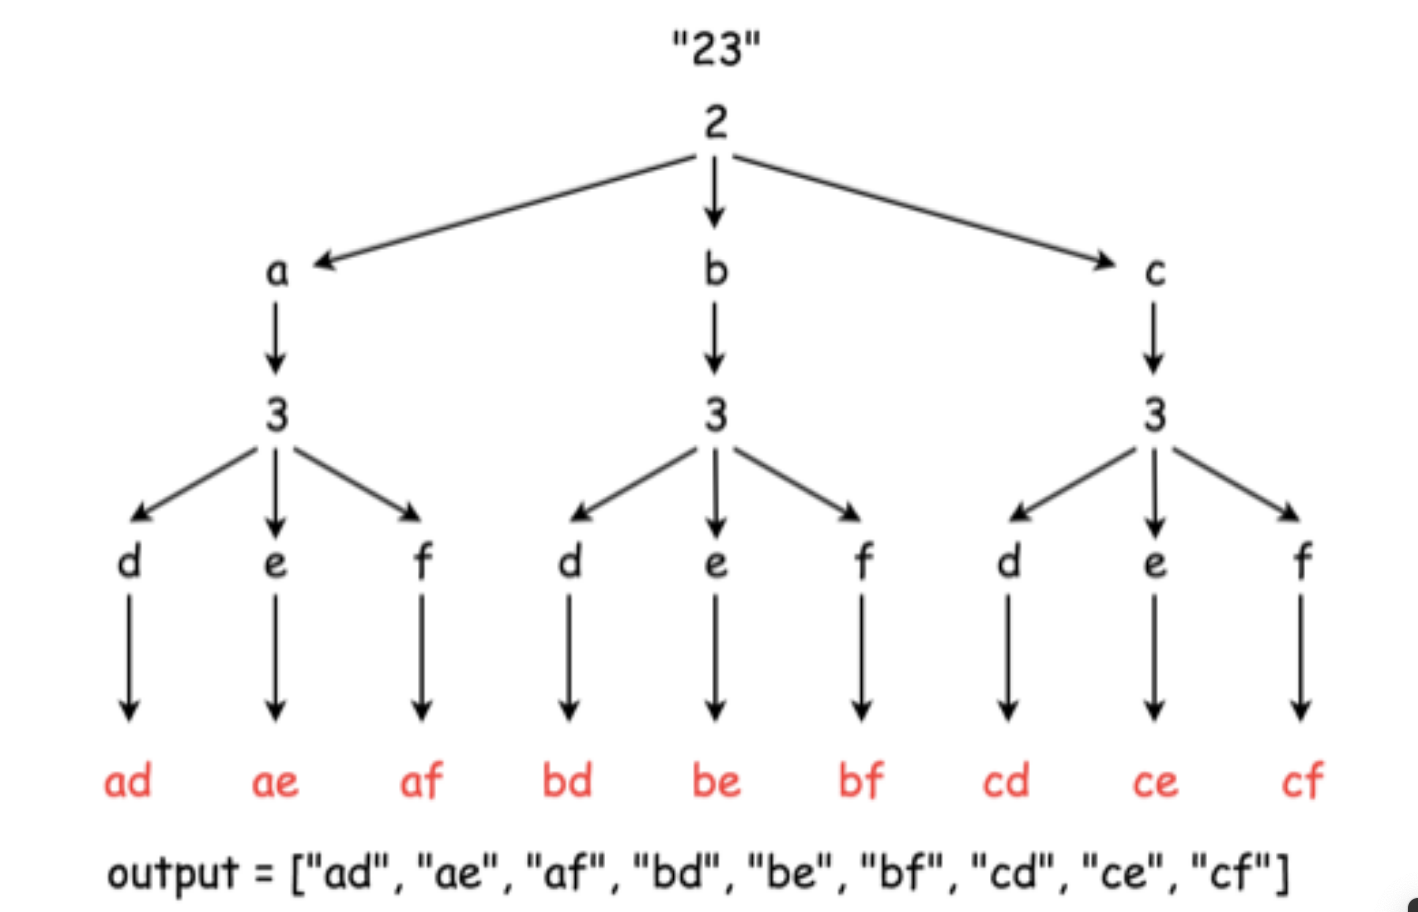 "23"
2
a b c
3 3 3
d e f d e f d e f
ad ae af bd be bf cd ce cf
output = ["ad", "ae", "af", "bd", "be", "bf", "cd", "ce", "cf"]